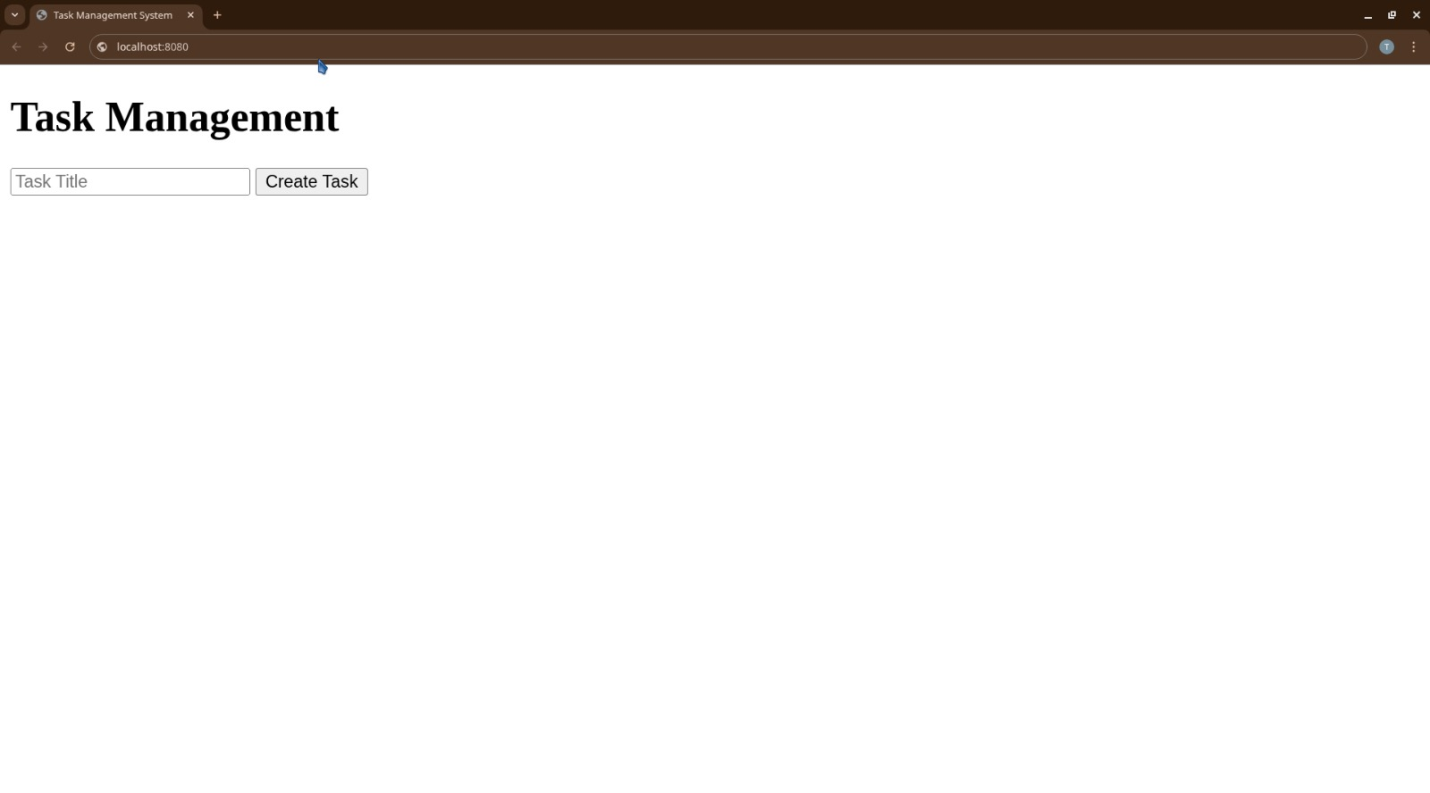 Task Management System
localhost:8080
T
Task Management
Task Title Create Task